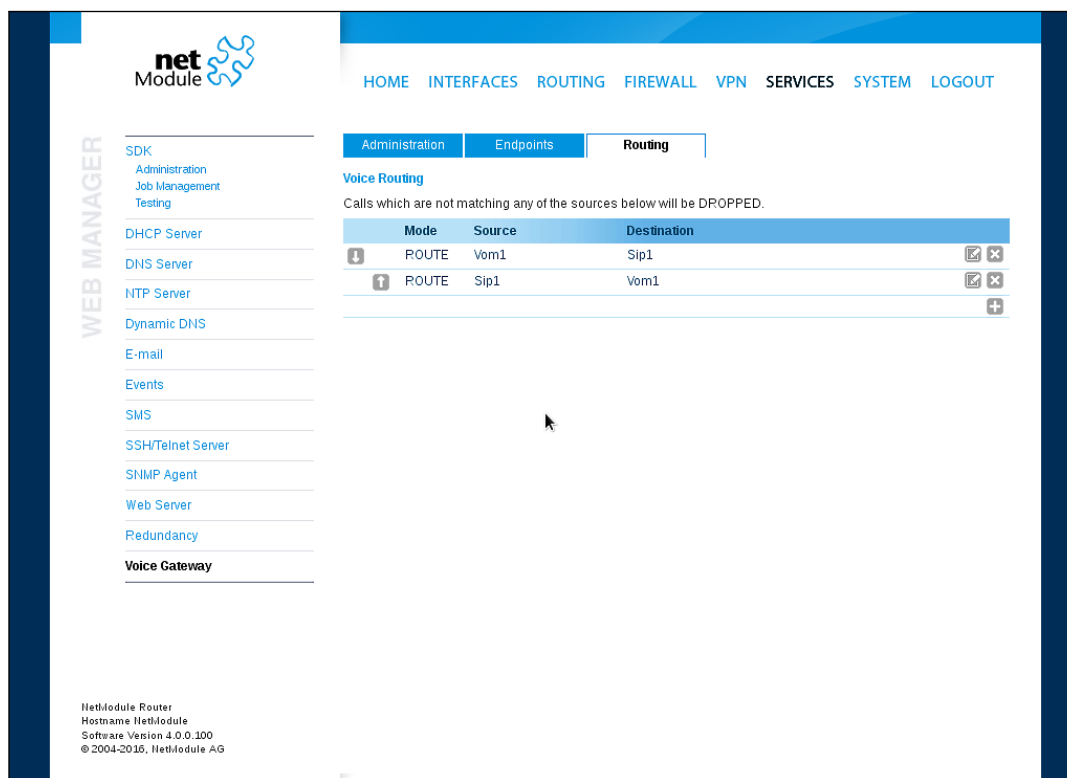 net
Module
HOME INTERFACES ROUTING FIREWALL VPN SERVICES SYSTEM LOGOUT
WEB MANAGER
SDK
Administration
Job Management
Testing
DHCP Server
DNS Server
NTP Server
Dynamic DNS
E-mail
Events
SMS
SSH/Telnet Server
SNMP Agent
Web Server
Redundancy
Voice Gateway
Administration Endpoints Routing
Voice Routing
Calls which are not matching any of the sources below will be DROPPED.
Mode Source Destination
ROUTE Vom1 Sip1
ROUTE Sip1 Vom1
NetModule Router
Hostname NetModule
Software Version 4.0.0.100
© 2004-2016, NetModule AG